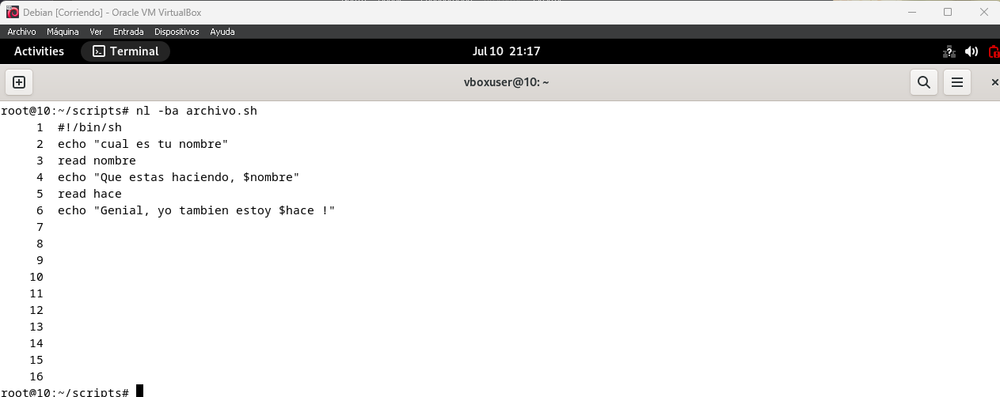 Debian [Corriendo] - Oracle VM VirtualBox
Archivo Máquina Ver Entrada Dispositivos Ayuda
Activities Terminal Jul 10 21:17
vboxuser@10: ~
root@10:~/scripts# nl -ba archivo.sh
1 #!/bin/sh
2 echo "cual es tu nombre"
3 read nombre
4 echo "Que estas haciendo, $nombre"
5 read hace
6 echo "Genial, yo tambien estoy $hace !"
7
8
9
10
11
12
13
14
15
16
root@10:~/scripts#